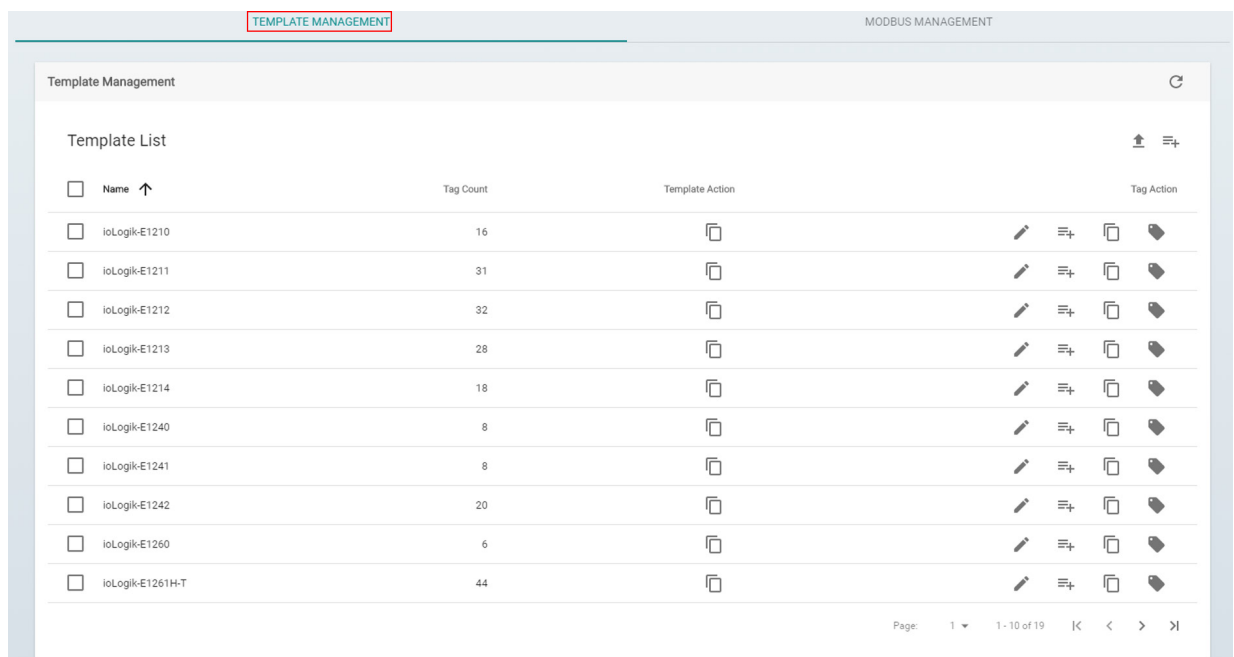 TEMPLATE MANAGEMENT MODBUS MANAGEMENT
Template Management
Template List
Name Tag Count Template Action Tag Action
ioLogik-E1210 16
ioLogik-E1211 31
ioLogik-E1212 32
ioLogik-E1213 28
ioLogik-E1214 18
ioLogik-E1240 8
ioLogik-E1241 8
ioLogik-E1242 20
ioLogik-E1260 6
ioLogik-E1261H-T 44
Page: 1 1 - 10 of 19